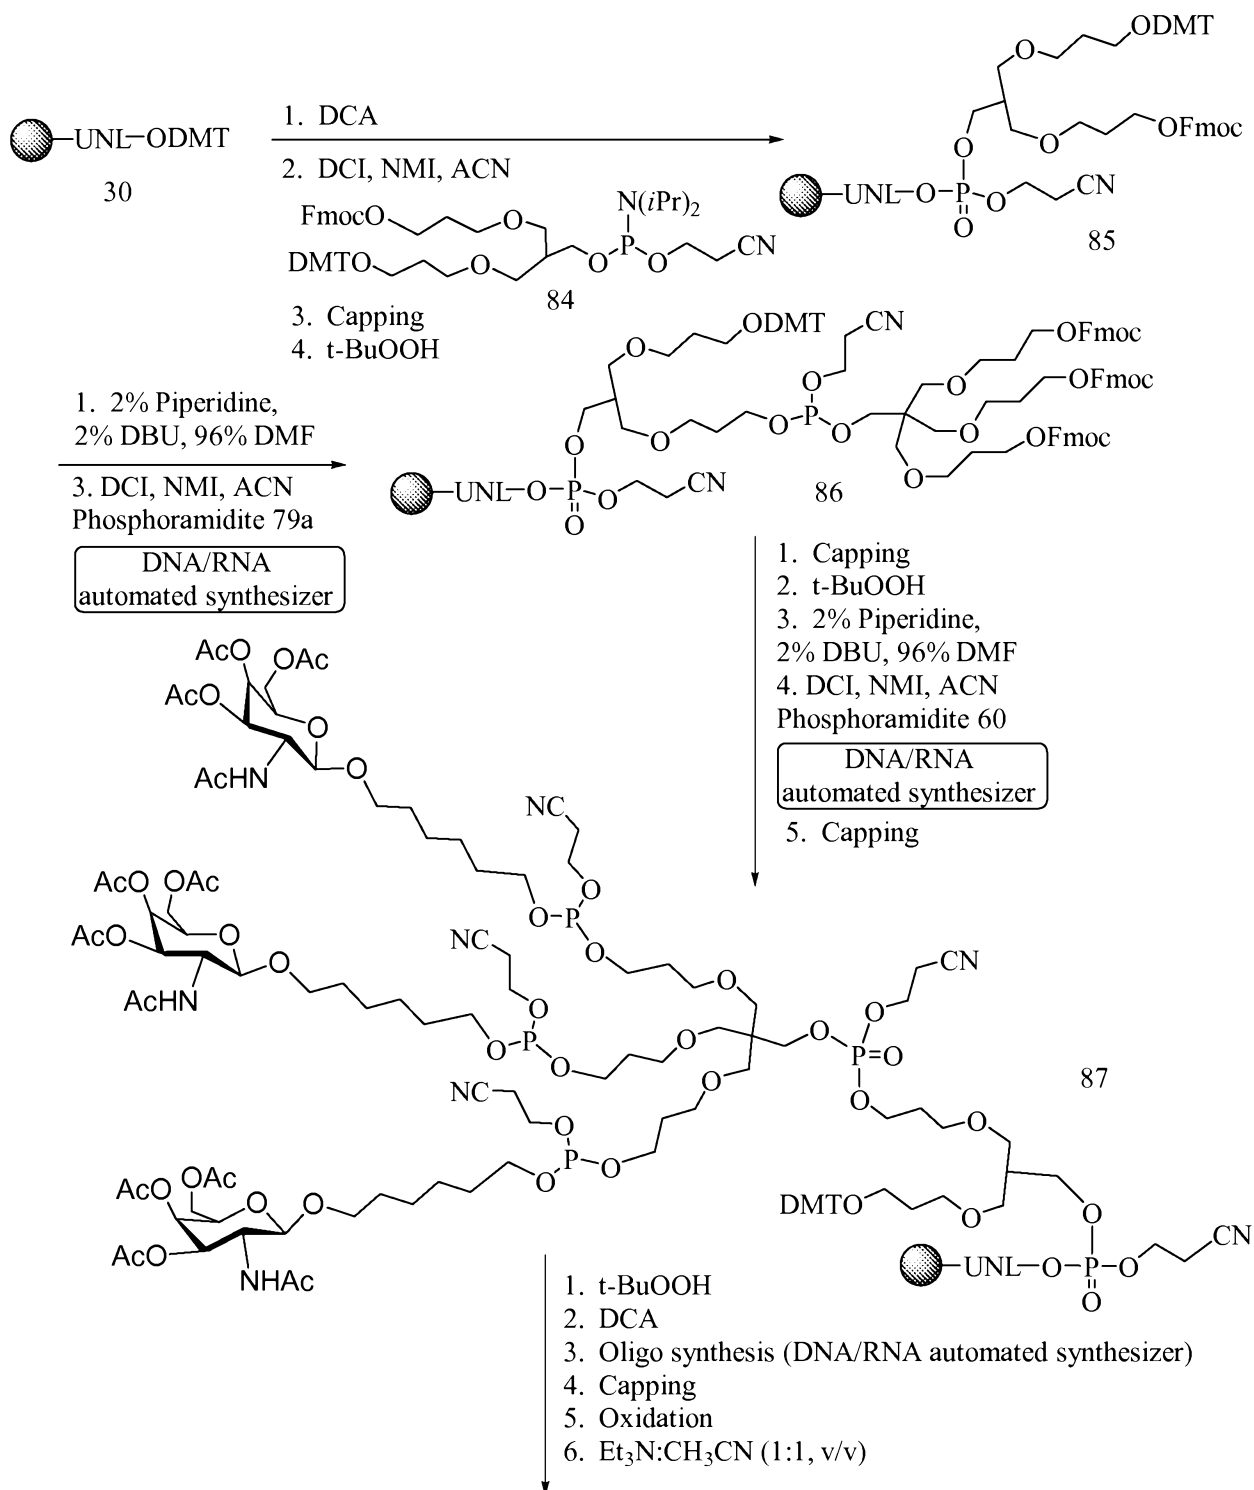 ODMT
OFmoc
UNL
ODMT
30
1. DCA
2. DCI, NMI, ACN
FmocO
O
N(iPr)2
DMTO
O
O
P
O
CN
84
3. Capping
4. t-BuOOH
O
O
O
UNL
O
P
O
CN
O
85
1. 2% Piperidine,
2% DBU, 96% DMF
3. DCI, NMI, ACN
Phosphoramidite 79a
DNA/RNA
automated synthesizer
ODMT
CN
OFmoc
O
O
O
OFmoc
O
P
O
O
OFmoc
O
O
O
UNL
O
P
O
CN
O
86
1. Capping
2. t-BuOOH
3. 2% Piperidine,
2% DBU, 96% DMF
4. DCI, NMI, ACN
Phosphoramidite 60
DNA/RNA
automated synthesizer
5. Capping
AcO
OAc
AcO
O
AcHN
O
NC
O
O
P
O
O
AcO
OAc
AcO
O
AcHN
O
NC
O
O
P
O
O
O
O
P=O
CN
O
O
O
87
NC
O
O
P
O
OAc
AcO
O
O
AcO
NHAc
DMTO
O
O
UNL
O
P
O
CN
O
1. t-BuOOH
2. DCA
3. Oligo synthesis (DNA/RNA automated synthesizer)
4. Capping
5. Oxidation
6. Et3N:CH3CN (1:1, v/v)